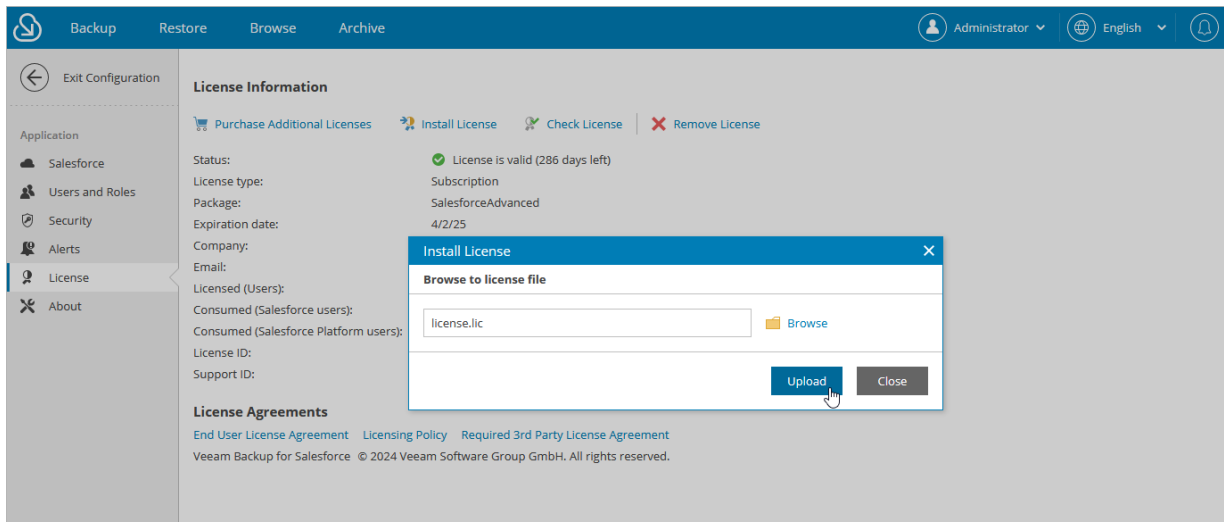 Backup Restore Browse Archive Administrator English
Exit Configuration
Application
Salesforce
Users and Roles
Security
Alerts
License
About
License Information
Purchase Additional Licenses Install License Check License Remove License
Status: License is valid (286 days left)
License type: Subscription
Package: SalesforceAdvanced
Expiration date: 4/2/25
Company:
Email:
Licensed (Users):
Consumed (Salesforce users):
Consumed (Salesforce Platform users):
License ID:
Support ID:
Install License
Browse to license file
license.lic Browse
Upload Close
License Agreements
End User License Agreement Licensing Policy Required 3rd Party License Agreement
Veeam Backup for Salesforce © 2024 Veeam Software Group GmbH. All rights reserved.